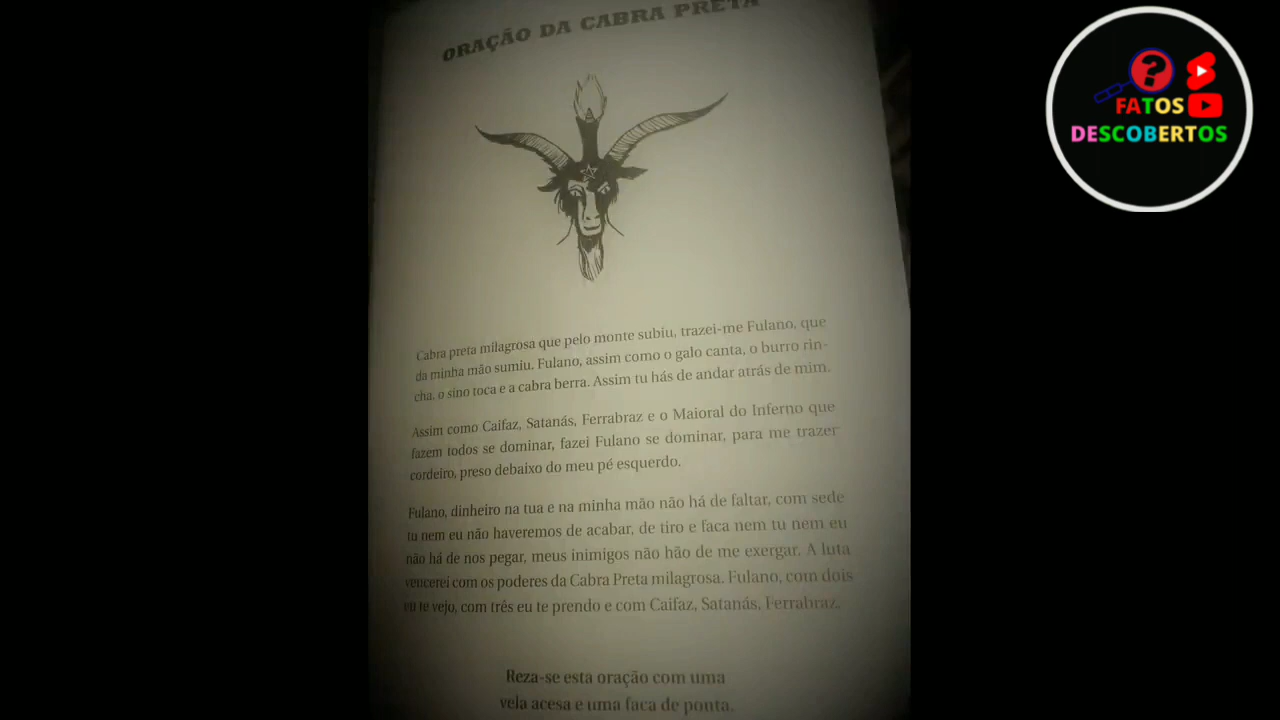 ORAÇÃO DA CABRA PRETA
?
FATOS
DESCOBERTOS
Cabra preta milagrosa que pelo monte subiu, trazei-me Fulano, que
da minha mão sumiu. Fulano, assim como o galo canta, o burro rin-
cha, o sino toca e a cabra berra. Assim tu hás de andar atrás de mim.
Assim como Caifaz, Satanás, Ferrabraz e o Maioral do Inferno que
fazem todos se dominar, fazei Fulano se dominar, para me trazer
cordeiro, preso debaixo do meu pé esquerdo.
Fulano, dinheiro na tua e na minha mão não há de faltar, com sede
tu nem eu não haveremos de acabar, de tiro e faca nem tu nem eu
não há de nos pegar, meus inimigos não hão de me exergar. A luta
vencerei com os poderes da Cabra Preta milagrosa. Fulano, com dois
eu te vejo, com três eu te prendo e com Caifaz, Satanás, Ferrabraz.
Reza-se esta oração com uma
vela acesa e uma faca de ponta.